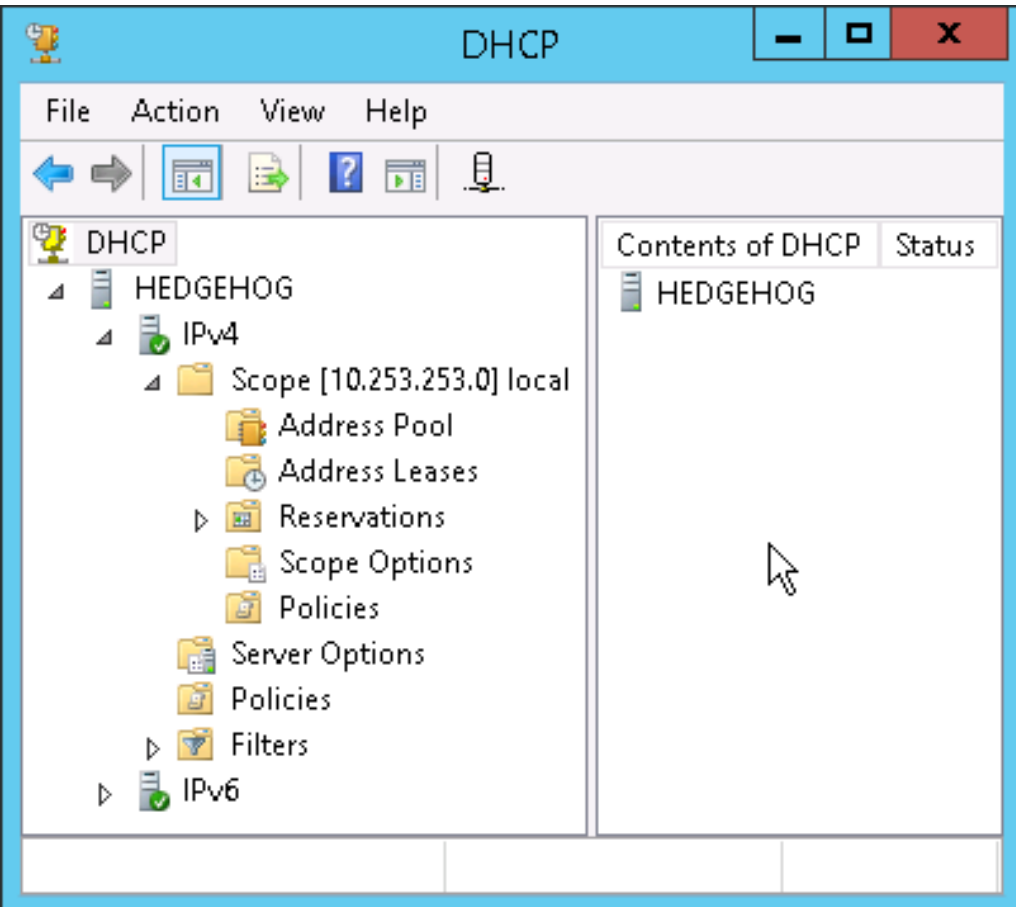 DHCP
File Action View Help
DHCP
HEDGEHOG
IPv4
Scope [10.253.253.0] local
Address Pool
Address Leases
Reservations
Scope Options
Policies
Server Options
Policies
Filters
IPv6
Contents of DHCP Status
HEDGEHOG